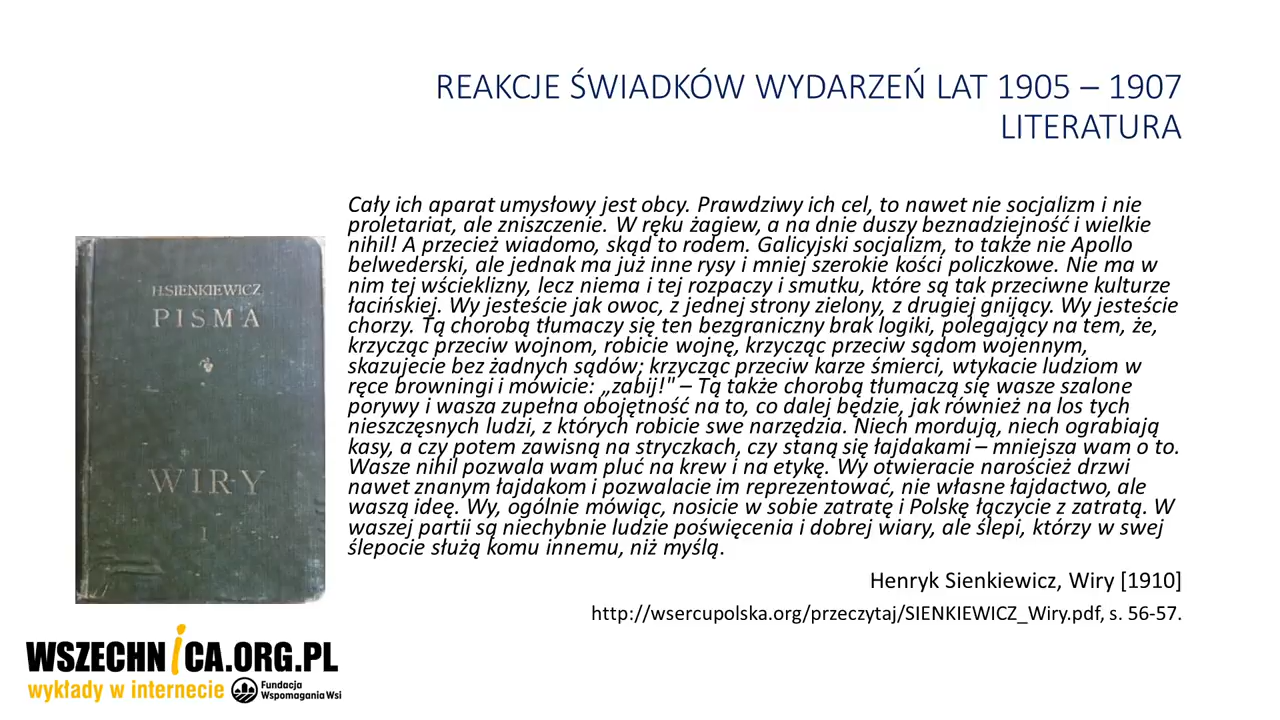 REAKCJE ŚWIADKÓW WYDARZEŃ LAT 1905 – 1907
LITERATURA
Cały ich aparat umysłowy jest obcy. Prawdziwy ich cel, to nawet nie socjalizm i nie
proletariat, ale zniszczenie. W ręku żagiew, a na dnie duszy beznadziejność i wielkie
nihil! A przecież wiadomo, skąd to rodem. Galicyjski socjalizm, to także nie Apollo
belwederski, ale jednak ma już inne rysy i mniej szerokie kości policzkowe. Nie ma w
nim tej wścieklizny, lecz niema i tej rozpaczy i smutku, które są tak przeciwne kulturze
łacińskiej. Wy jesteście jak owoc, z jednej strony zielony, z drugiej gnijący. Wy jesteście
chorzy. Tą chorobą tłumaczy się ten bezgraniczny brak logiki, polegający na tem, że,
krzycząc przeciw wojnom, robicie wojnę, krzycząc przeciw sądom wojennym,
skazujecie bez żadnych sądów; krzycząc przeciw karze śmierci, wtykacie ludziom w
ręce browningi i mówicie: „zabij!" – Tą także chorobą tłumaczą się wasze szalone
porywy i wasza zupełna obojętność na to, co dalej będzie, jak również na los tych
nieszczęsnych ludzi, z których robicie swe narzędzia. Niech mordują, niech ograbiają
kasy, a czy potem zawisną na stryczkach, czy staną się łajdakami – mniejsza wam o to.
Wasze nihil pozwala wam pluć na krew i na etykę. Wy otwieracie naroścież drzwi
nawet znanym łajdakom i pozwalacie im reprezentować, nie własne łajdactwo, ale
waszą ideę. Wy, ogólnie mówiąc, nosicie w sobie zatratę i Polskę łączycie z zatratą. W
waszej partii są niechybnie ludzie poświęcenia i dobrej wiary, ale ślepi, którzy w swej
ślepocie służą komu innemu, niż myślą.
Henryk Sienkiewicz, Wiry [1910]
http://wsercupolska.org/przeczytaj/SIENKIEWICZ_Wiry.pdf, s. 56-57.
H.SIENKIEWICZ
PISMA
WIRY
1
WSZECHNICA.ORG.PL
wykłady w internecie
Fundacja
Wspomagania Wsi